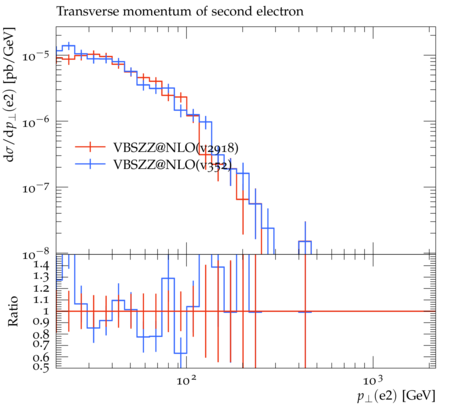 Transverse momentum of second electron
dσ/dp⊥(e2) [pb/GeV]
10⁻⁵
10⁻⁶
VBSZZ@NLO(v2918)
VBSZZ@NLO(v352)
10⁻⁷
10⁻⁸
Ratio
1.4
1.3
1.2
1.1
1
0.9
0.8
0.7
0.6
0.5
10² 10³
p⊥(e2) [GeV]